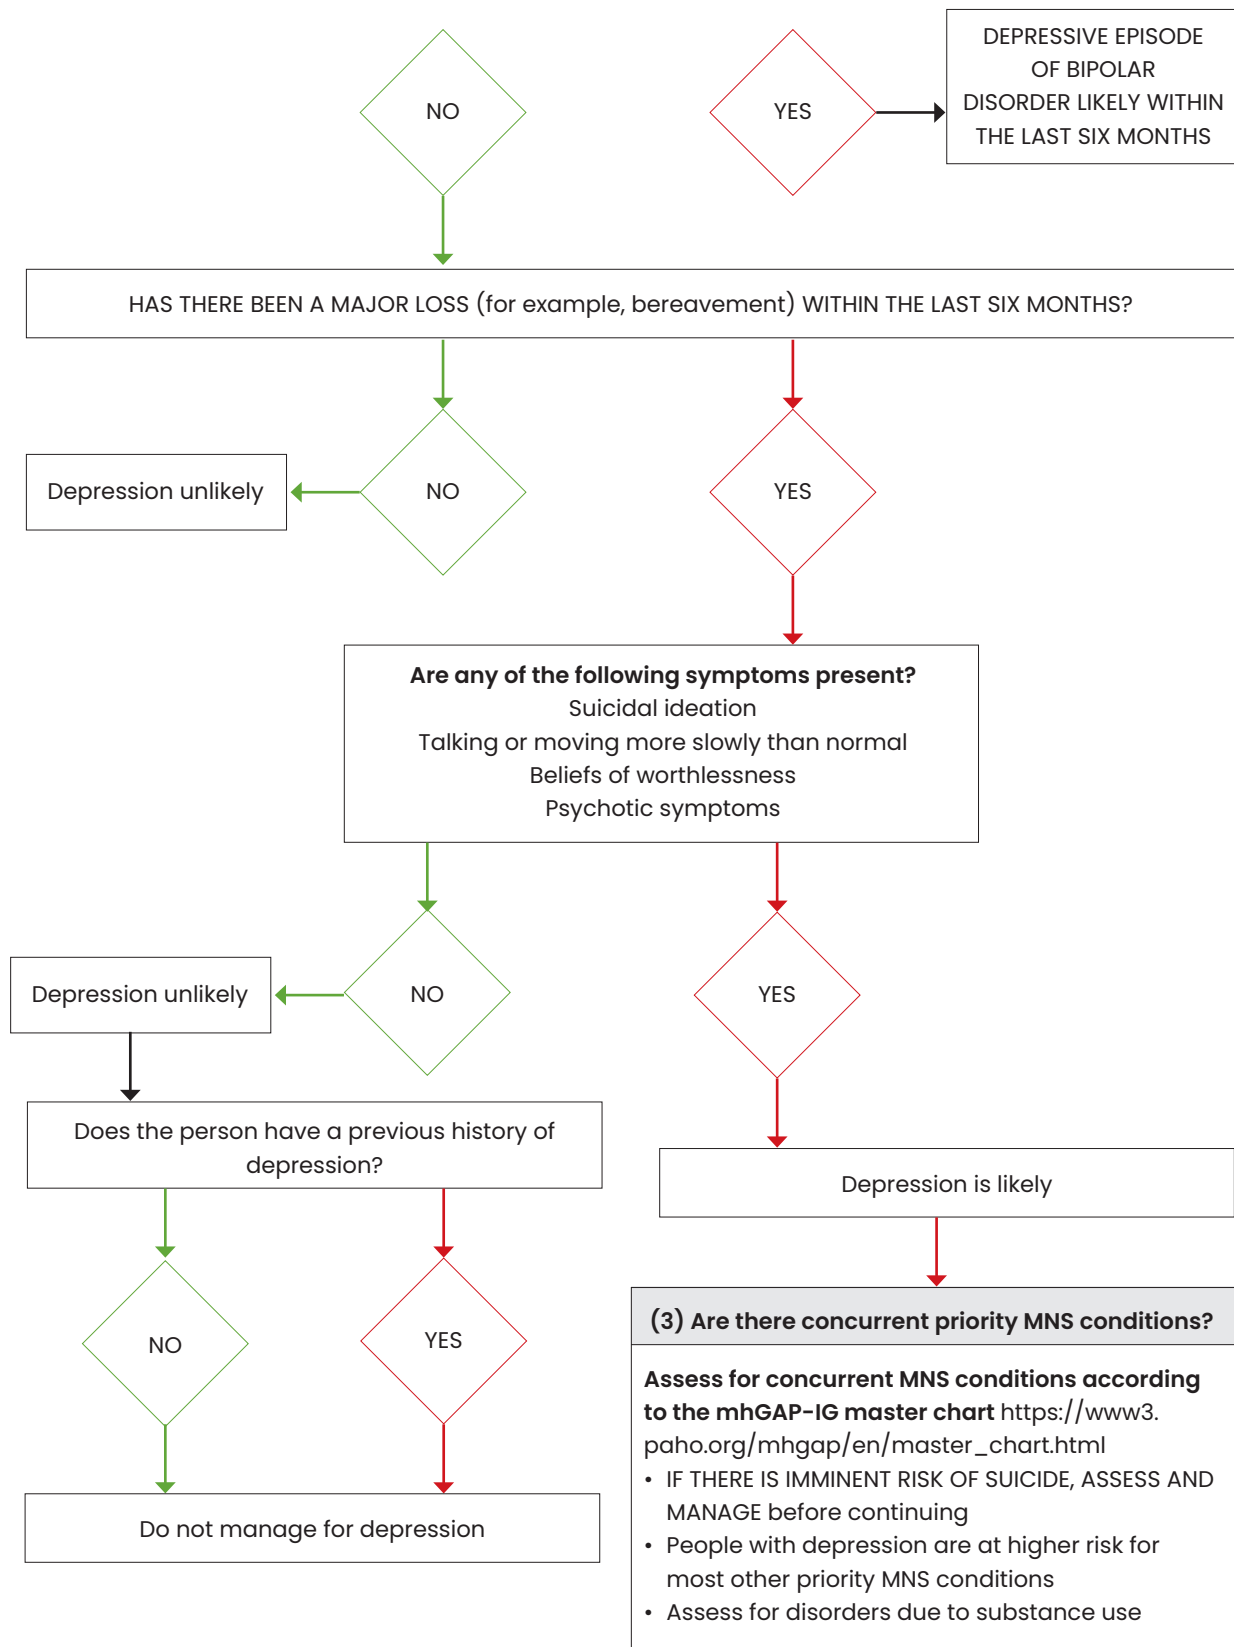 NO
YES
DEPRESSIVE EPISODE
OF BIPOLAR
DISORDER LIKELY WITHIN
THE LAST SIX MONTHS
HAS THERE BEEN A MAJOR LOSS (for example, bereavement) WITHIN THE LAST SIX MONTHS?
Depression unlikely
NO
YES
Are any of the following symptoms present?
Suicidal ideation
Talking or moving more slowly than normal
Beliefs of worthlessness
Psychotic symptoms
Depression unlikely
NO
YES
Does the person have a previous history of
depression?
Depression is likely
NO
YES
Do not manage for depression
(3) Are there concurrent priority MNS conditions?
Assess for concurrent MNS conditions according
to the mhGAP-IG master chart https://www3.
paho.org/mhgap/en/master_chart.html
• IF THERE IS IMMINENT RISK OF SUICIDE, ASSESS AND
MANAGE before continuing
• People with depression are at higher risk for
most other priority MNS conditions
• Assess for disorders due to substance use